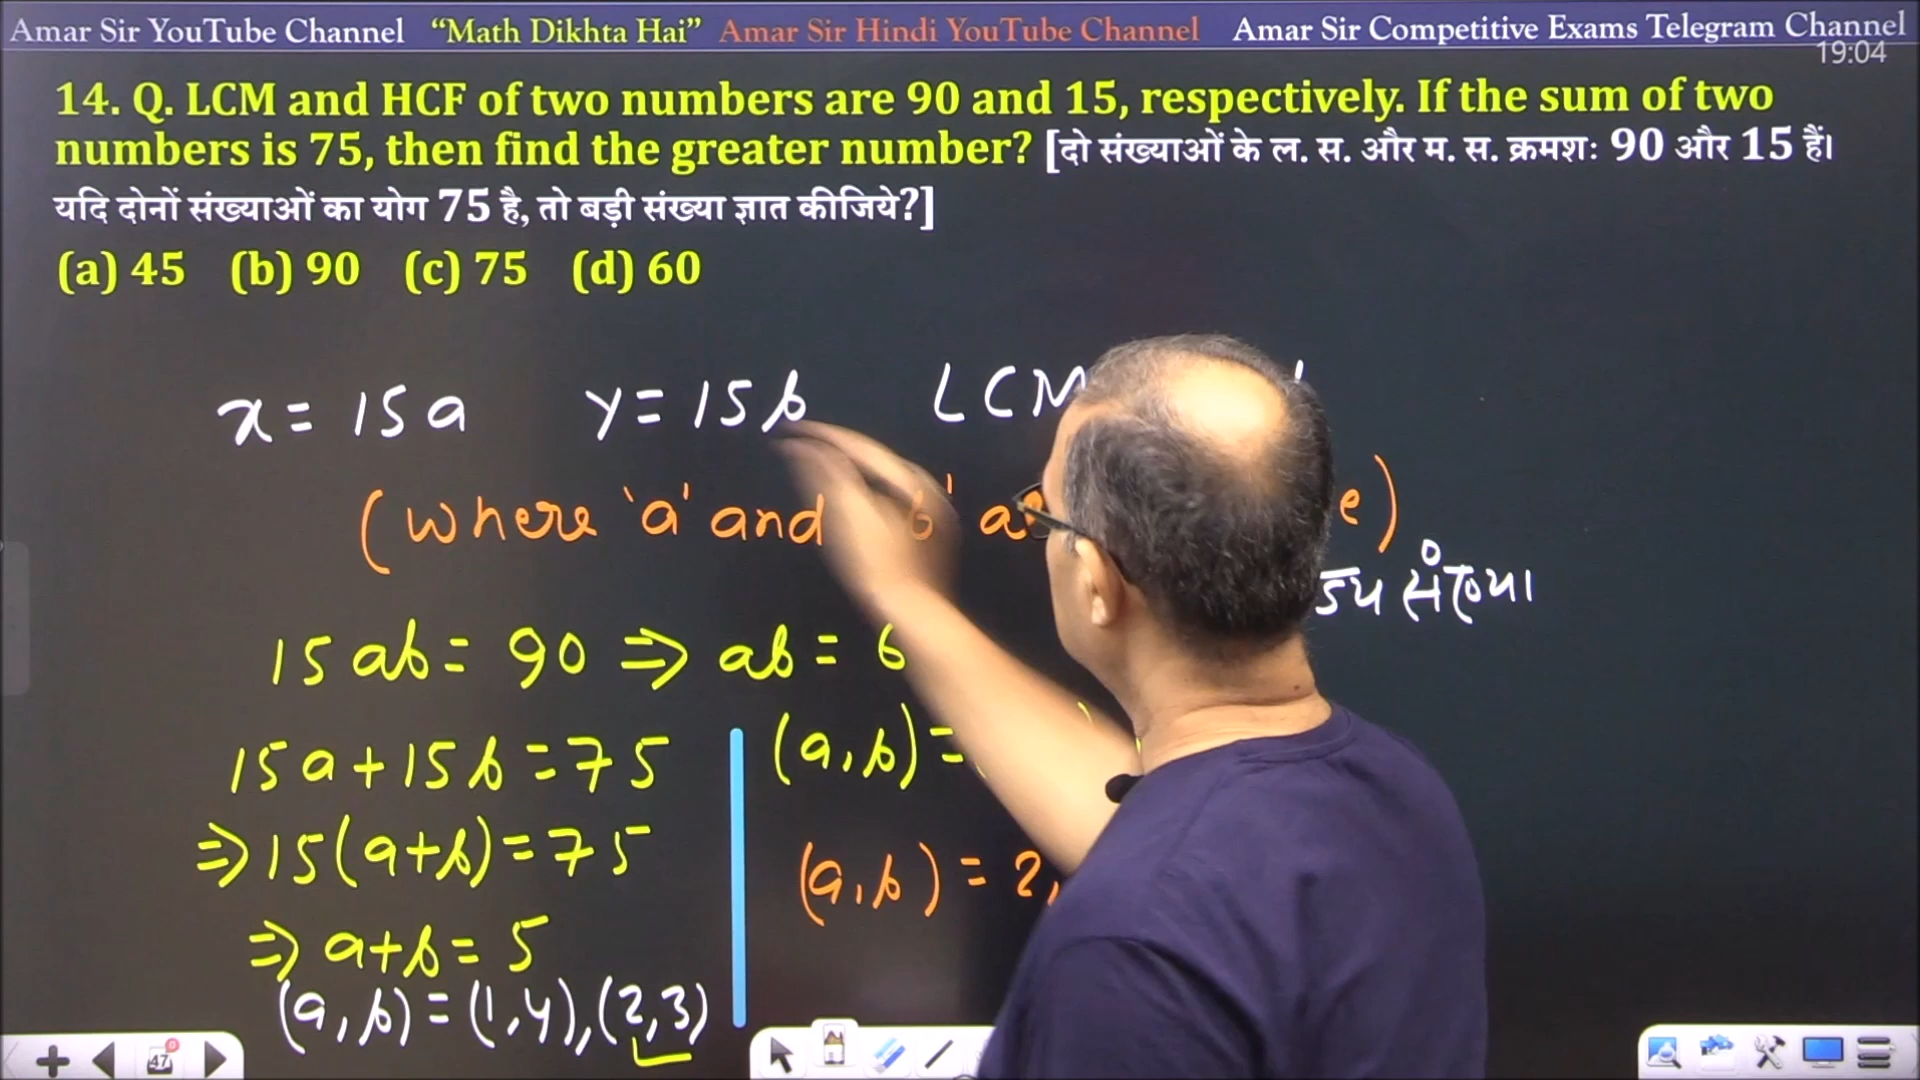 Amar Sir YouTube Channel "Math Dikhta Hai" Amar Sir Hindi YouTube Channel Amar Sir Competitive Exams Telegram Channel
19:04
14. Q. LCM and HCF of two numbers are 90 and 15, respectively. If the sum of two
numbers is 75, then find the greater number? [दो संख्याओं के ल. स. और म. स. क्रमशः 90 और 15 हैं।
यदि दोनों संख्याओं का योग 75 है, तो बड़ी संख्या ज्ञात कीजिये?]
(a) 45 (b) 90 (c) 75 (d) 60
x = 15a y = 15b LCM
(where 'a' and 'b'
संख्या
15ab = 90 ⇒ ab = 6
15a + 15b = 75 (a, b) =
⇒ 15(a+b) = 75 (a, b) = 2,
⇒ a+b = 5
(a, b) = (1, 4), (2, 3)
47